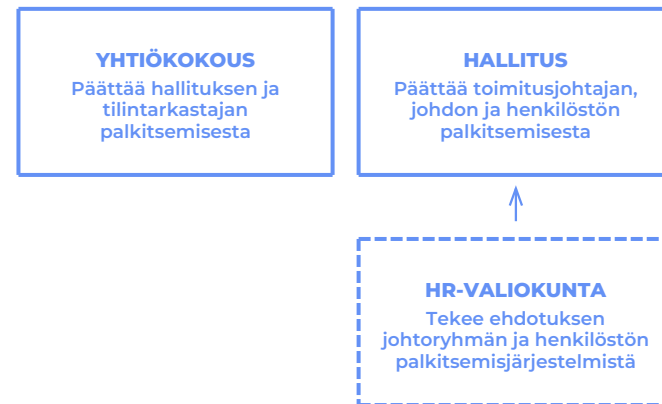 YHTIÖKOKOUS
Päättää hallituksen ja
tilintarkastajan
palkitsemisesta
HALLITUS
Päättää toimitusjohtajan,
johdon ja henkilöstön
palkitsemisesta
HR-VALIOKUNTA
Tekee ehdotuksen
johtoryhmän ja henkilöstön
palkitsemisjärjestelmistä